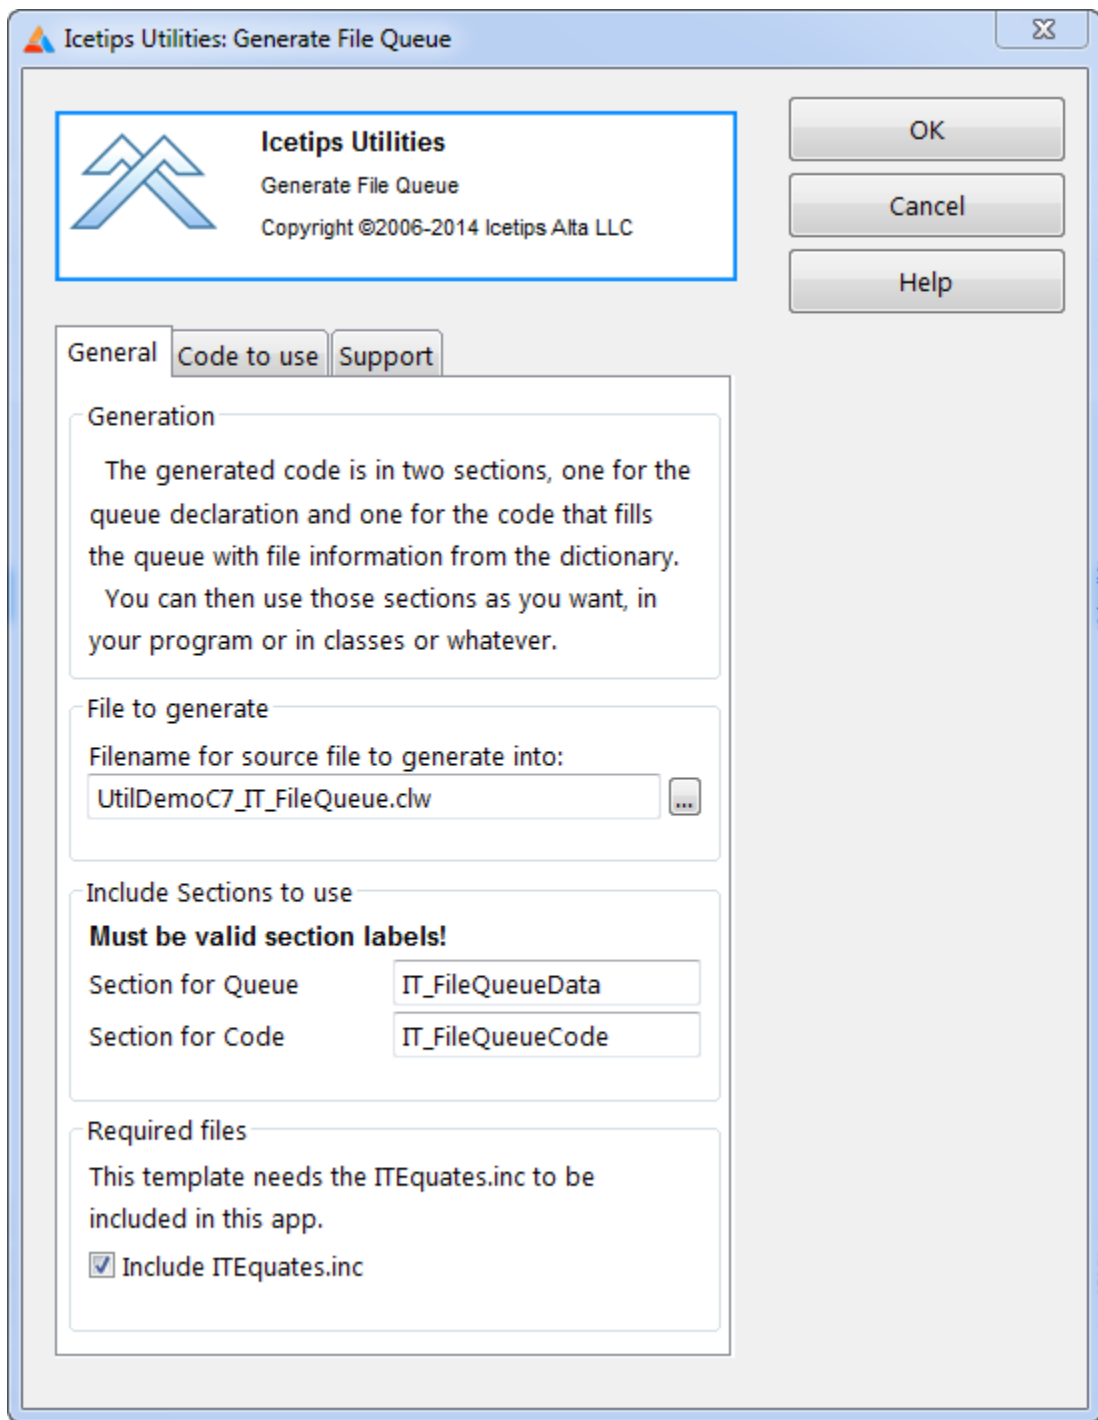 Icetips Utilities: Generate File Queue
Icetips Utilities
Generate File Queue
Copyright ©2006-2014 Icetips Alta LLC
OK
Cancel
Help
General
Code to use
Support
Generation
The generated code is in two sections, one for the
queue declaration and one for the code that fills
the queue with file information from the dictionary.
You can then use those sections as you want, in
your program or in classes or whatever.
File to generate
Filename for source file to generate into:
UtilDemoC7_IT_FileQueue.clw
...
Include Sections to use
Must be valid section labels!
Section for Queue
IT_FileQueueData
Section for Code
IT_FileQueueCode
Required files
This template needs the ITEquates.inc to be
included in this app.
Include ITEquates.inc